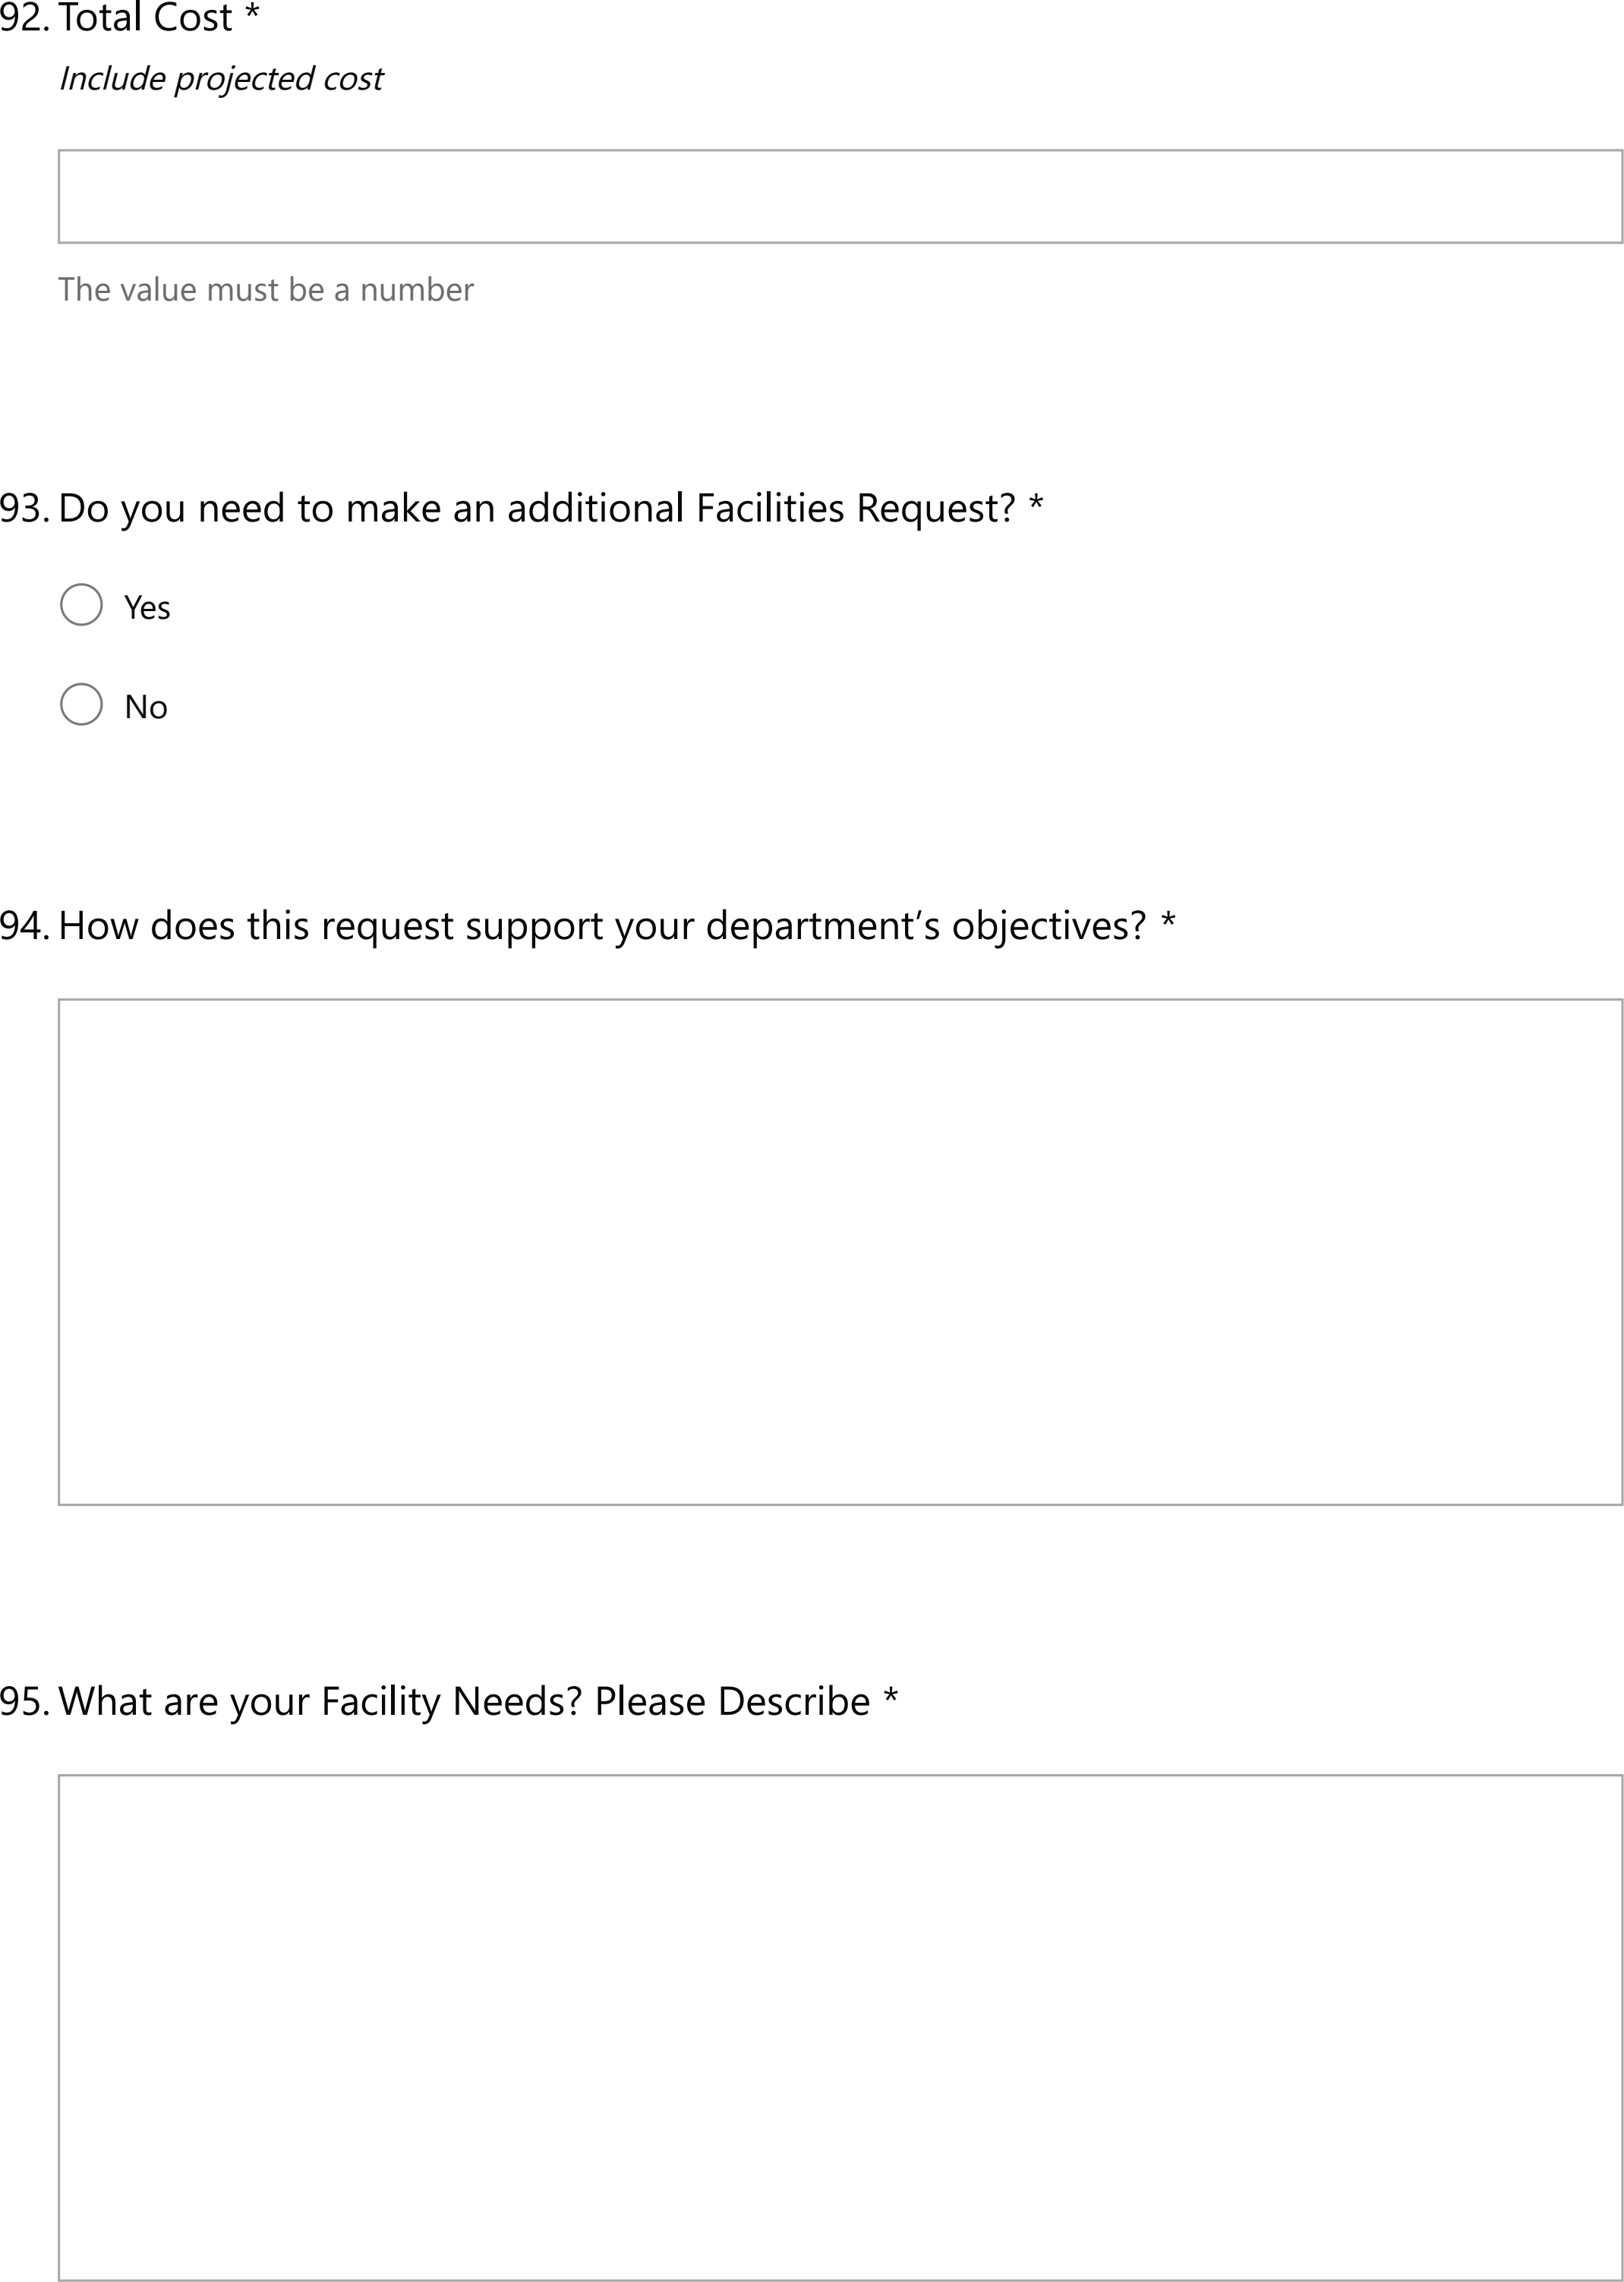 92. Total Cost *
Include projected cost
The value must be a number
93. Do you need to make an additional Facilities Request? *
Yes
No
94. How does this request support your department‘s objectives? *
95. What are your Facility Needs? Please Describe *